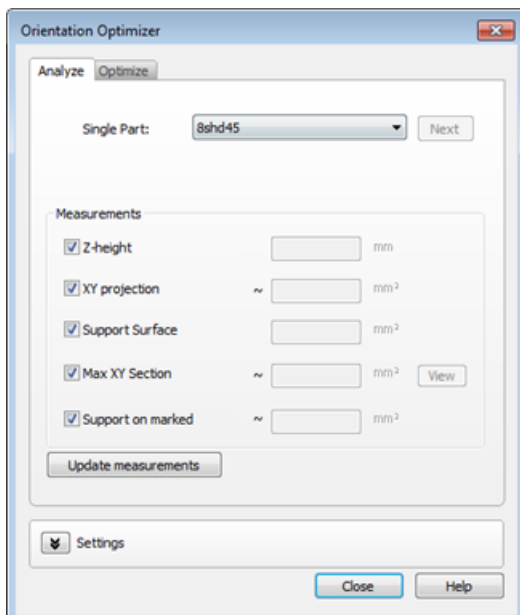 Orientation Optimizer
Analyze Optimize
Single Part: 8shd45 Next
Measurements
Z-height mm
XY projection ~ mm²
Support Surface mm²
Max XY Section ~ mm² View
Support on marked ~ mm²
Update measurements
Settings
Close Help